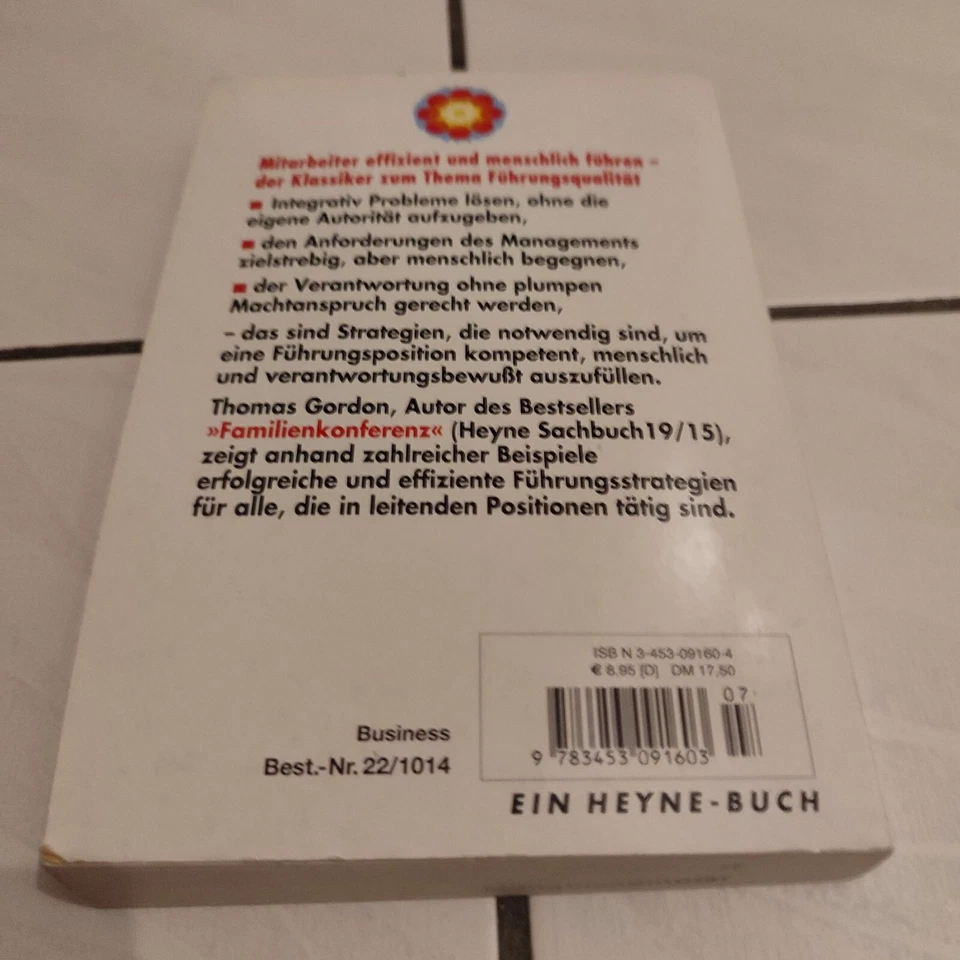 Mitarbeiter effizient und menschlich führen –
der Klassiker zum Thema Führungsqualität
■ Integrativ Probleme lösen, ohne die
eigene Autorität aufzugeben,
■ den Anforderungen des Managements
zielstrebig, aber menschlich begegnen,
■ der Verantwortung ohne plumpen
Machtanspruch gerecht werden,
– das sind Strategien, die notwendig sind, um
eine Führungsposition kompetent, menschlich
und verantwortungsbewußt auszufüllen.
Thomas Gordon, Autor des Bestsellers
»Familienkonferenz« (Heyne Sachbuch19/15),
zeigt anhand zahlreicher Beispiele
erfolgreiche und effiziente Führungsstrategien
für alle, die in leitenden Positionen tätig sind.
ISBN 3-453-09160-4
€ 8,95 [D] DM 17,50
07
9 783453 091603
Business
Best.-Nr. 22/1014
EIN HEYNE-BUCH